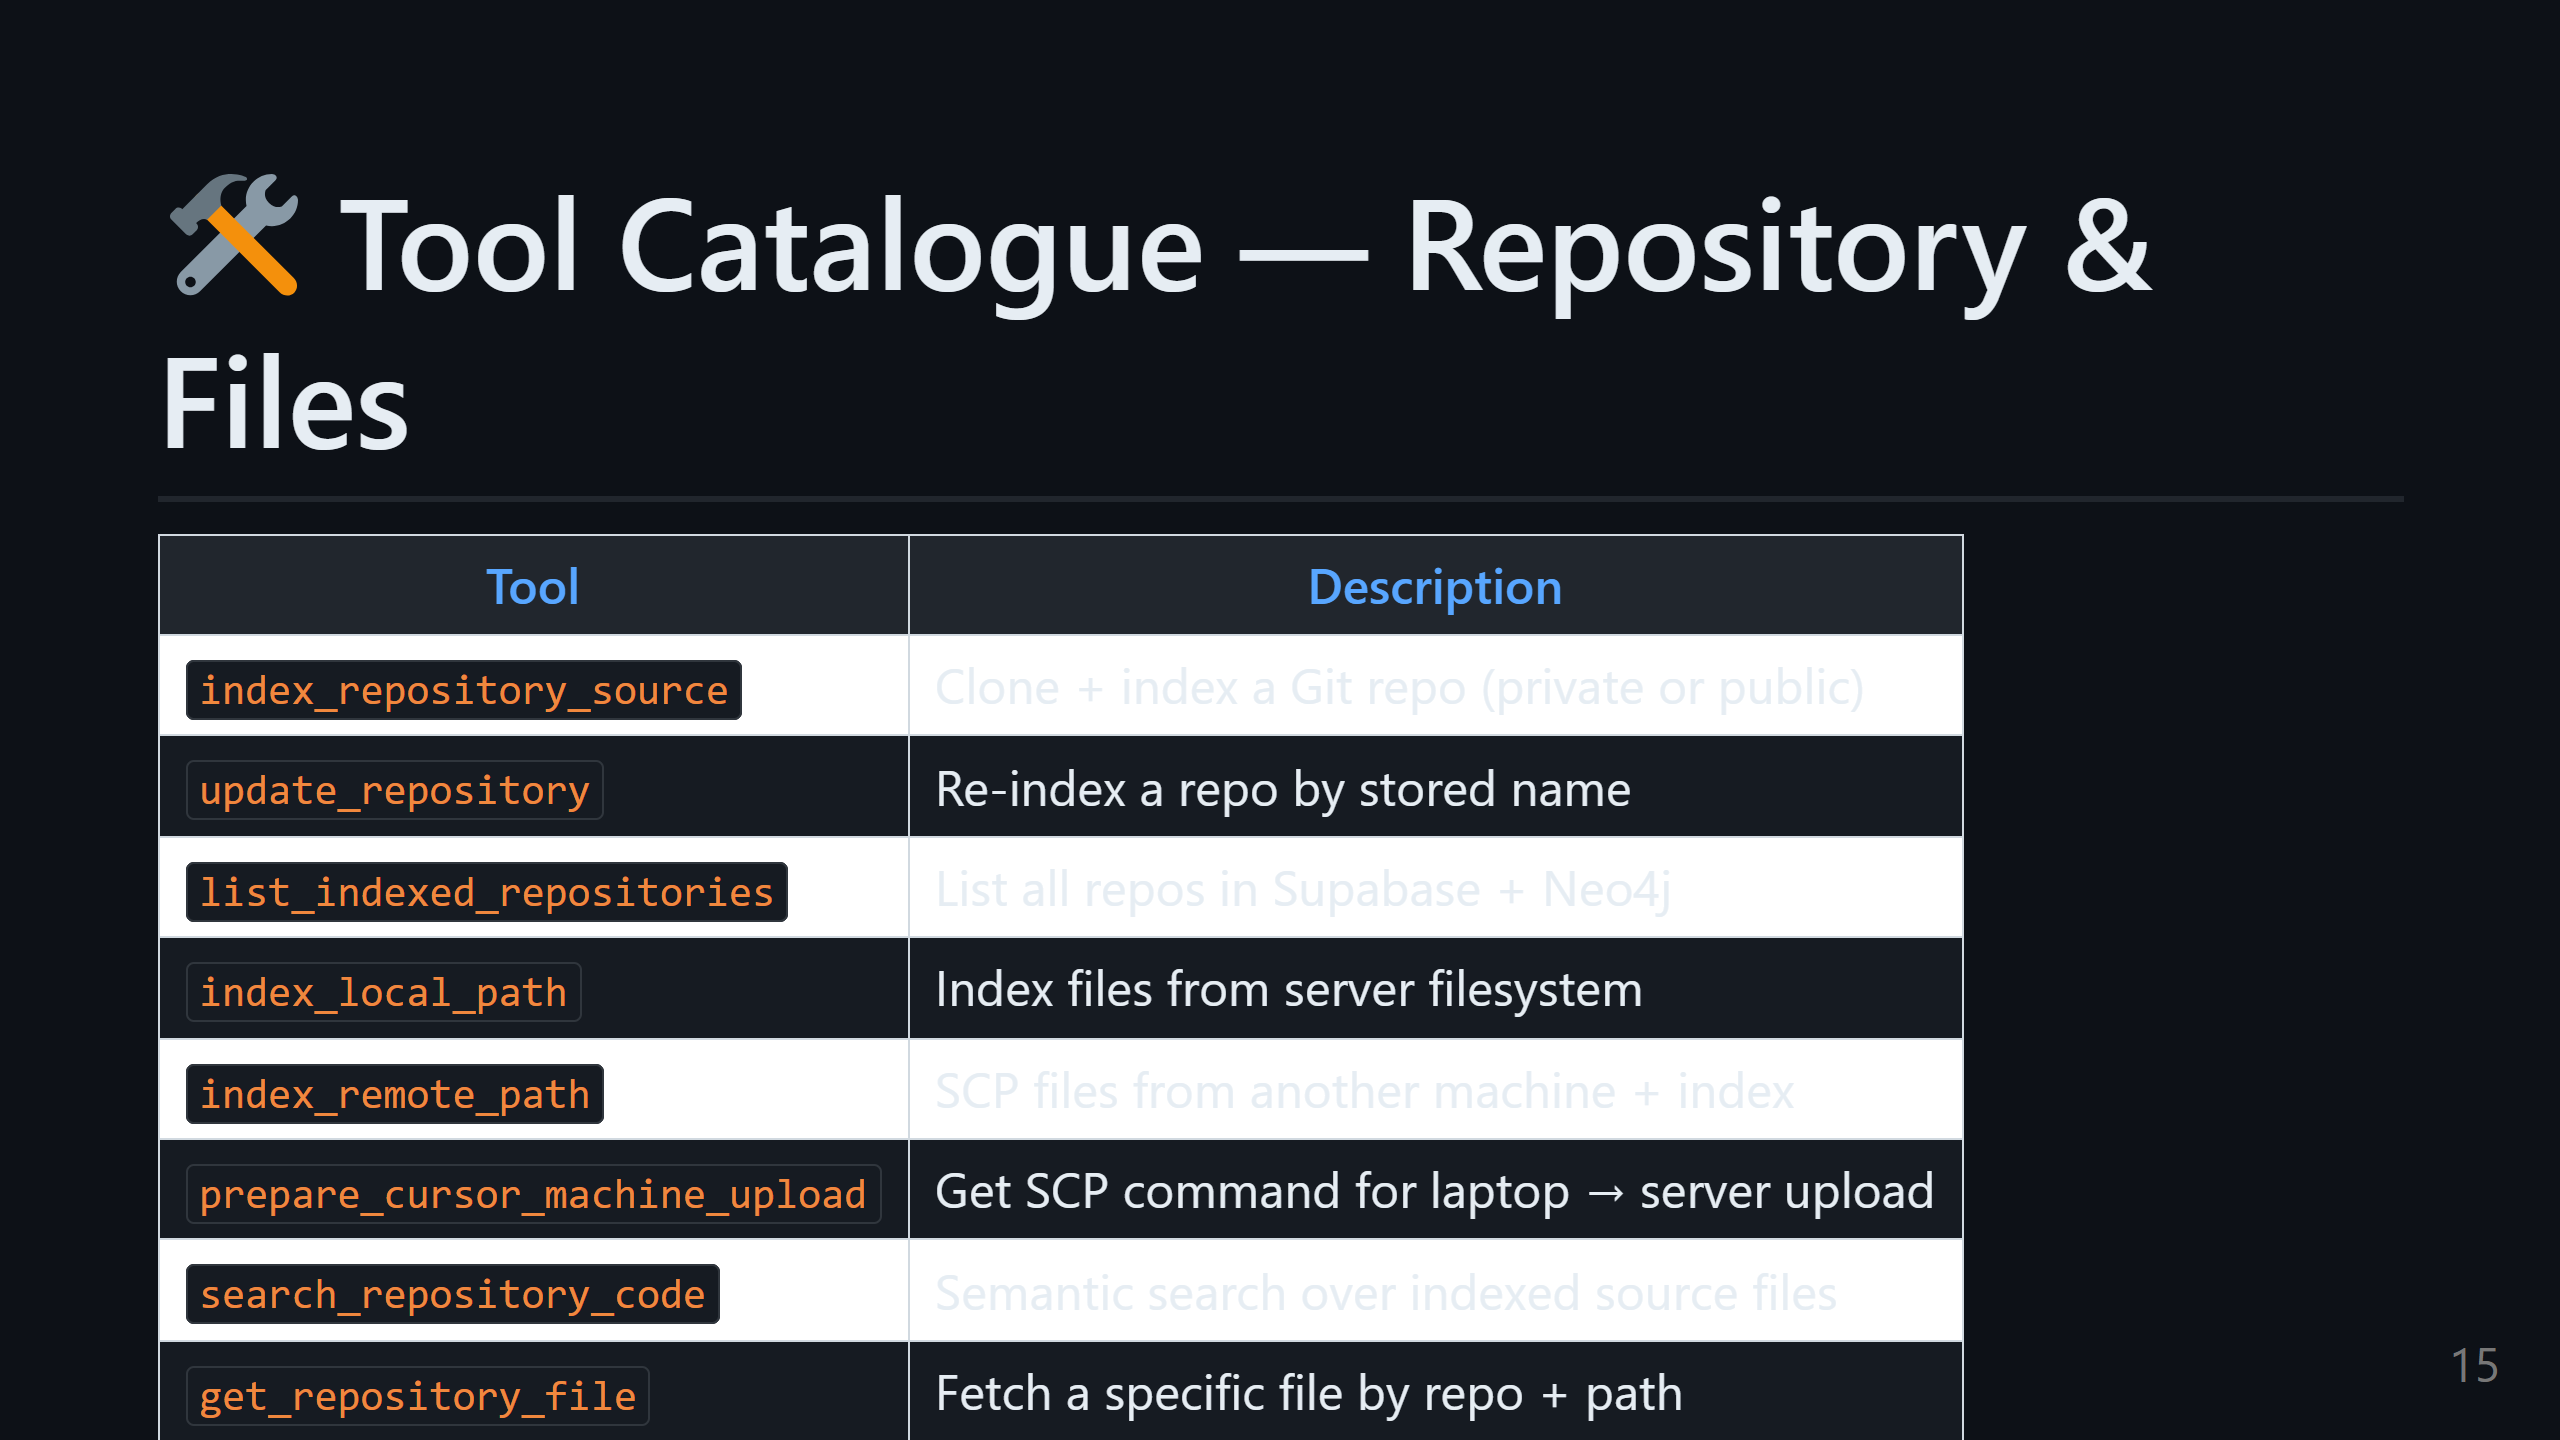 🛠 Tool Catalogue — Repository &
Files
Tool Description
index_repository_source Clone + index a Git repo (private or public)
update_repository Re-index a repo by stored name
list_indexed_repositories List all repos in Supabase + Neo4j
index_local_path Index files from server filesystem
index_remote_path SCP files from another machine + index
prepare_cursor_machine_upload Get SCP command for laptop → server upload
search_repository_code Semantic search over indexed source files
get_repository_file Fetch a specific file by repo + path
15